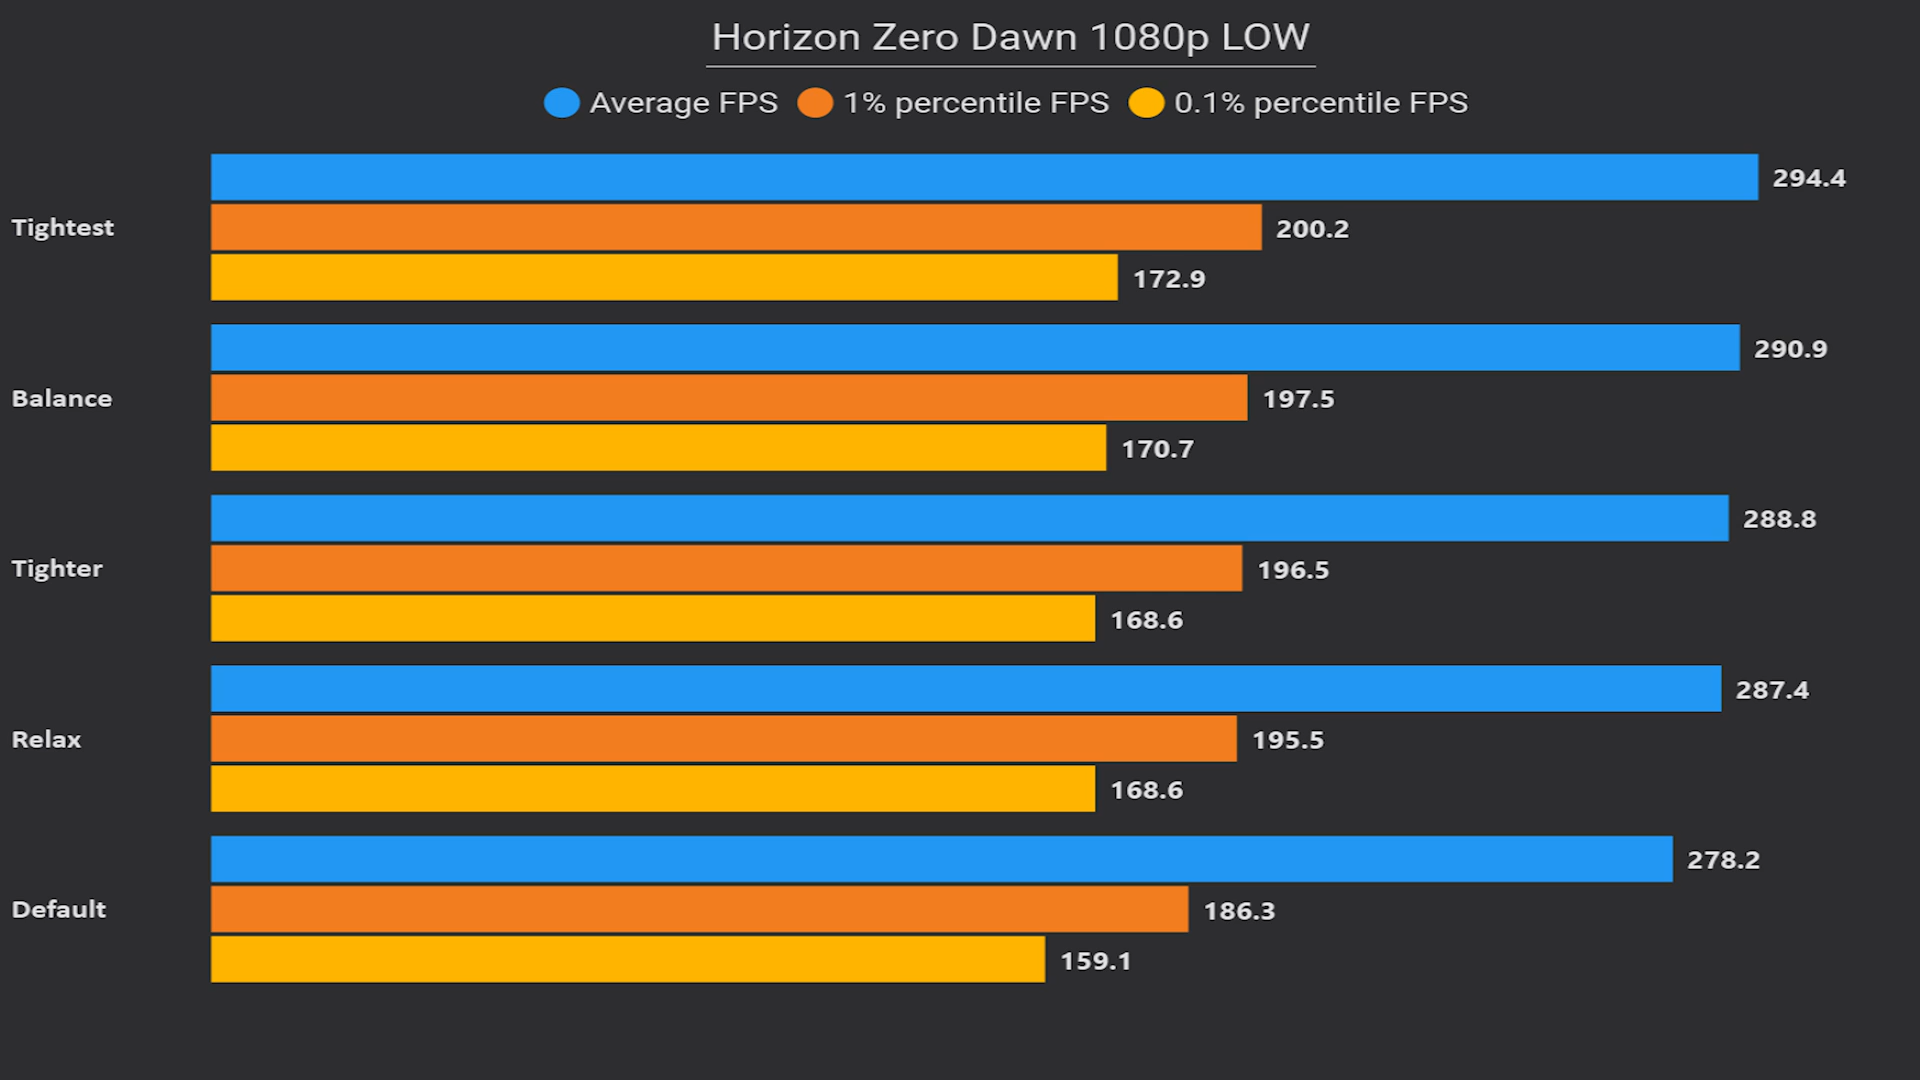 Horizon Zero Dawn 1080p LOW
Average FPS 1% percentile FPS 0.1% percentile FPS
294.4
Tightest
200.2
172.9
290.9
Balance
197.5
170.7
288.8
Tighter
196.5
168.6
287.4
Relax
195.5
168.6
278.2
Default
186.3
159.1